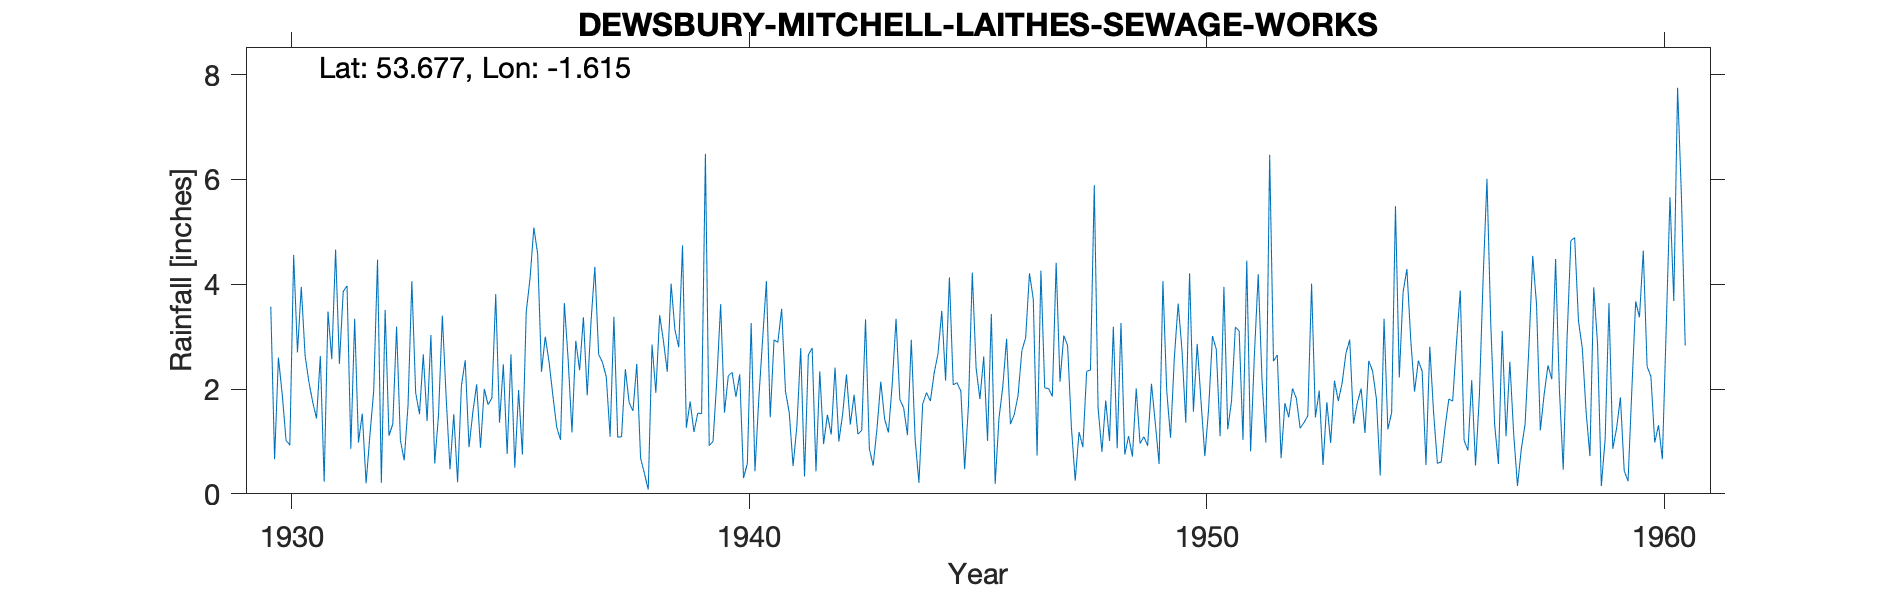 DEWSBURY-MITCHELL-LAITHES-SEWAGE-WORKS
Lat: 53.677, Lon: -1.615
8
6
4
2
0
Rainfall [inches]
1930 1940 1950 1960
Year